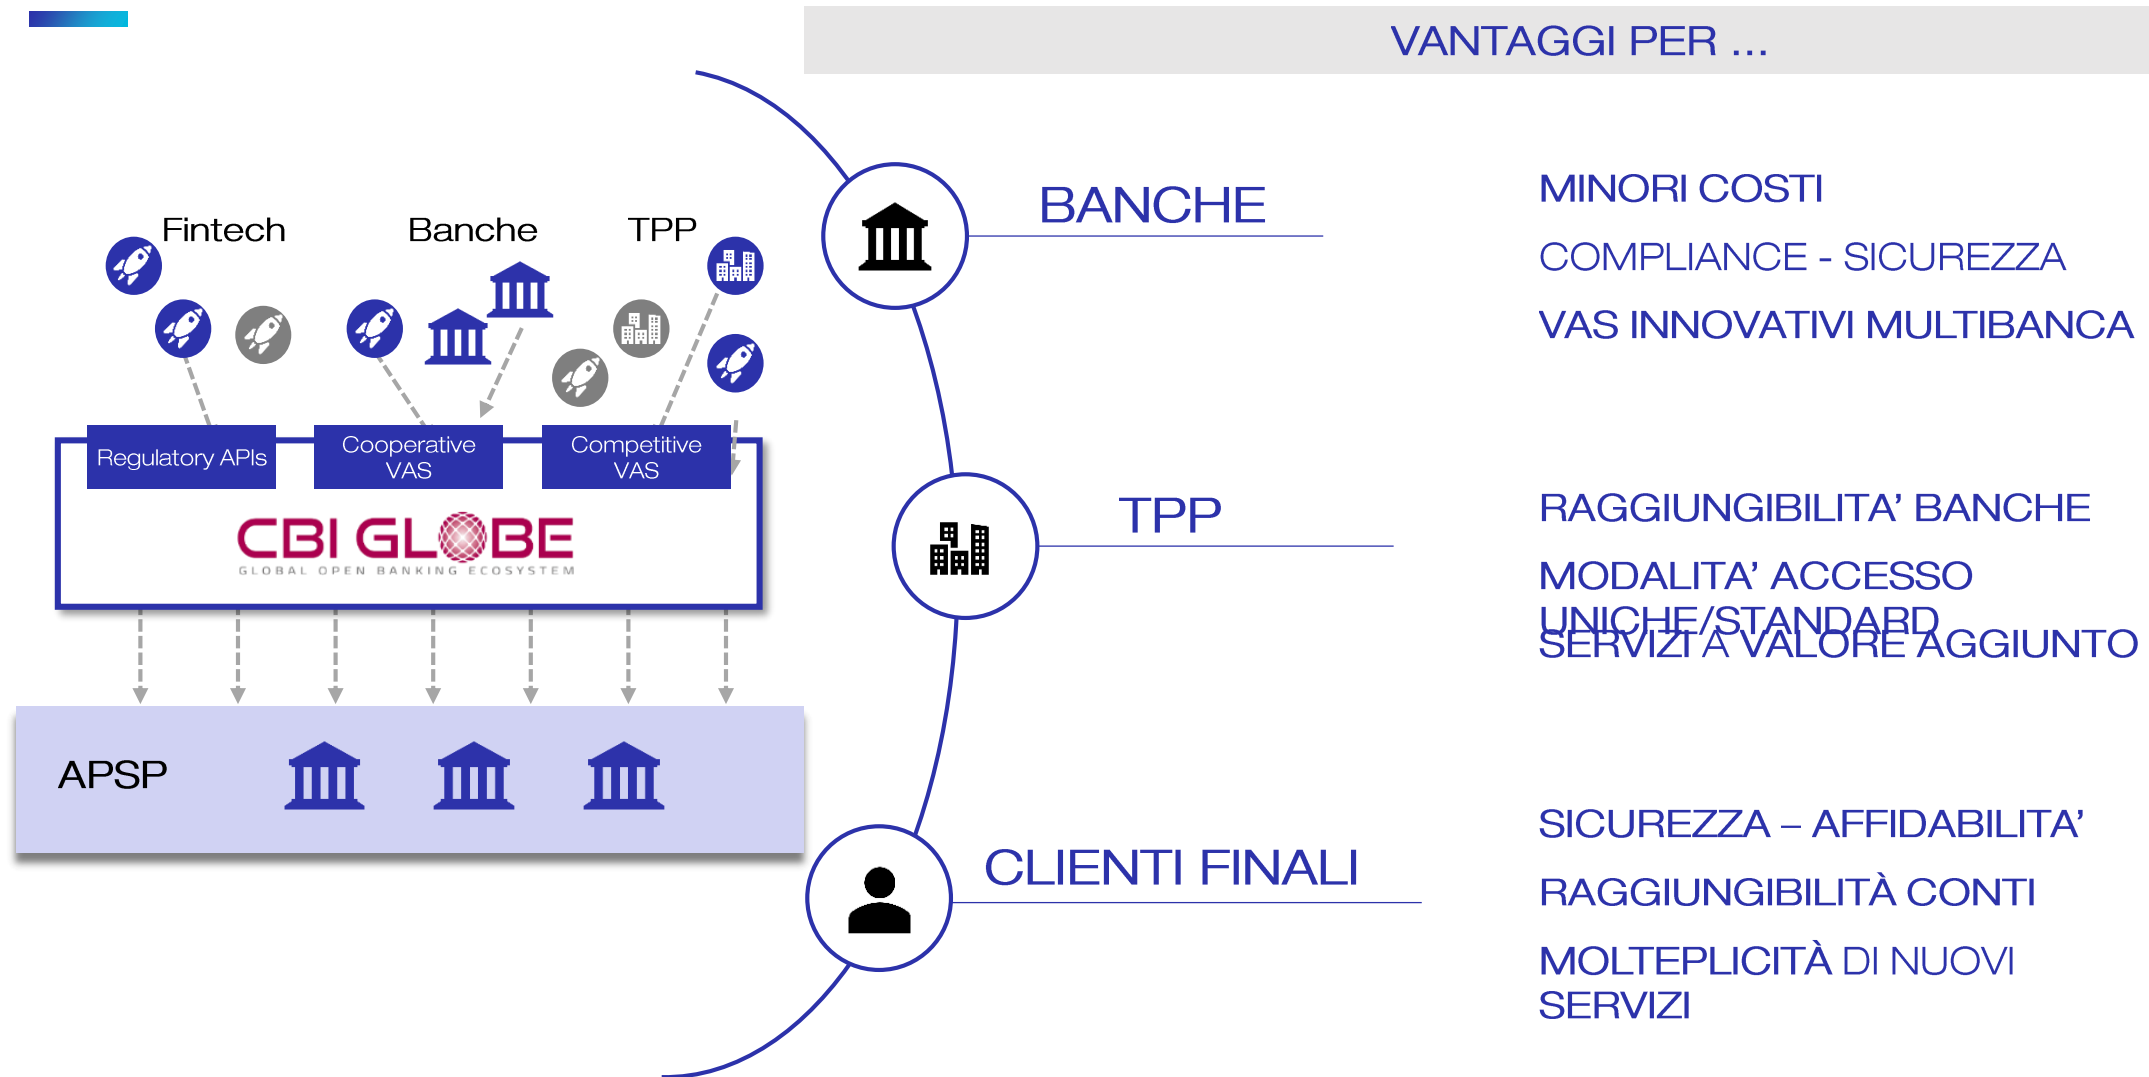 VANTAGGI PER ...
Fintech
Banche
TPP
Regulatory APIs
Cooperative
VAS
Competitive
VAS
CBI GLOBE
GLOBAL OPEN BANKING ECOSYSTEM
APSP
BANCHE
MINORI COSTI
COMPLIANCE - SICUREZZA
VAS INNOVATIVI MULTIBANCA
TPP
RAGGIUNGIBILITA’ BANCHE
MODALITA’ ACCESSO
UNICHE/STANDARD
SERVIZI A VALORE AGGIUNTO
CLIENTI FINALI
SICUREZZA – AFFIDABILITA’
RAGGIUNGIBILITÀ CONTI
MOLTEPLICITÀ DI NUOVI
SERVIZI